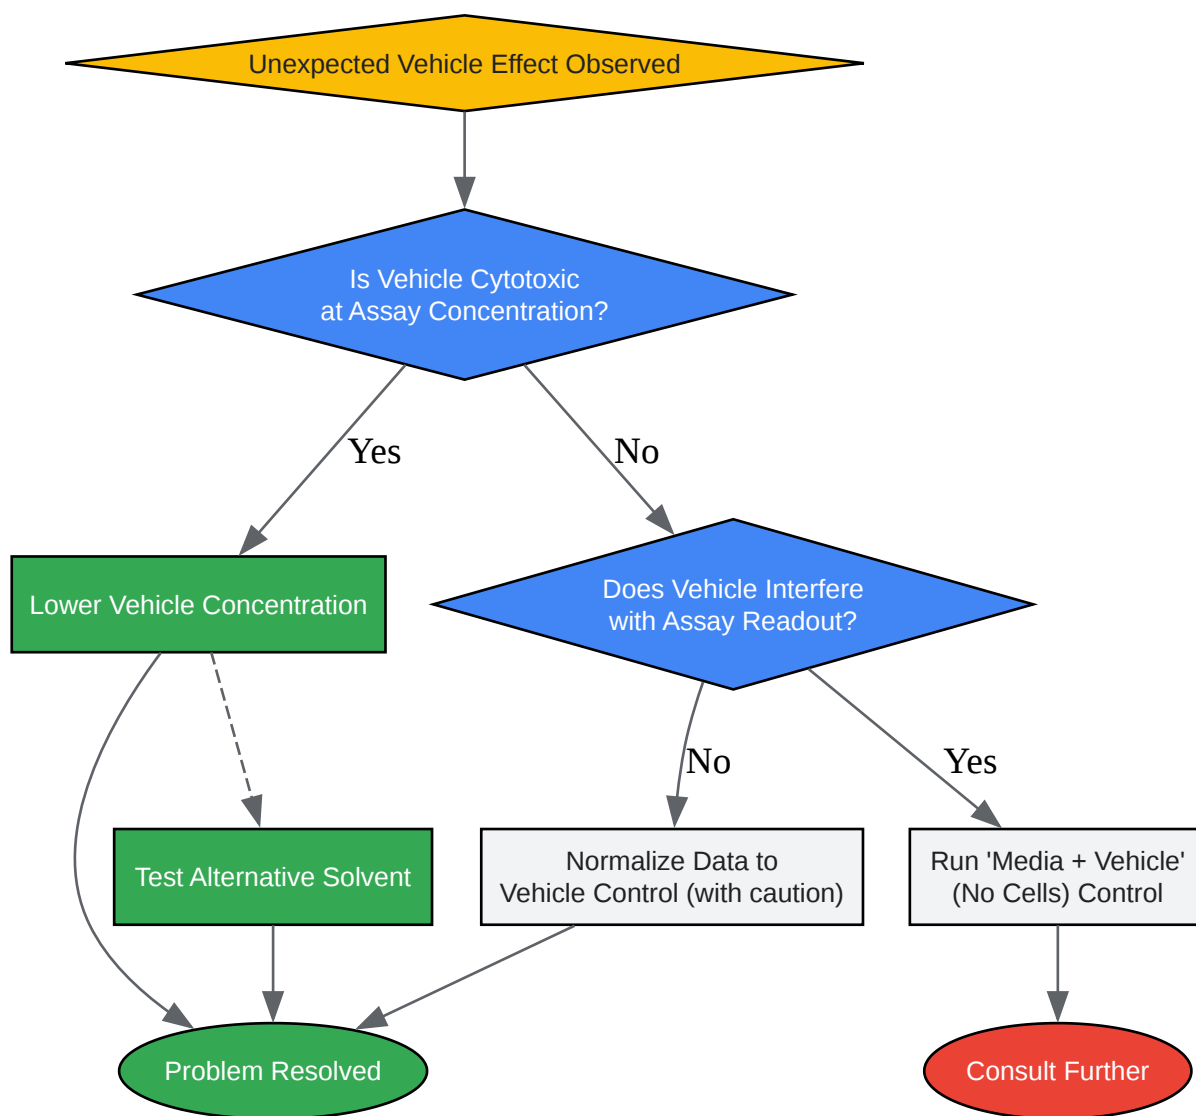 Unexpected Vehicle Effect Observed
Is Vehicle Cytotoxic
at Assay Concentration?
Yes
No
Lower Vehicle Concentration
Does Vehicle Interfere
with Assay Readout?
No
Yes
Test Alternative Solvent
Normalize Data to
Vehicle Control (with caution)
Run 'Media + Vehicle'
(No Cells) Control
Problem Resolved
Consult Further